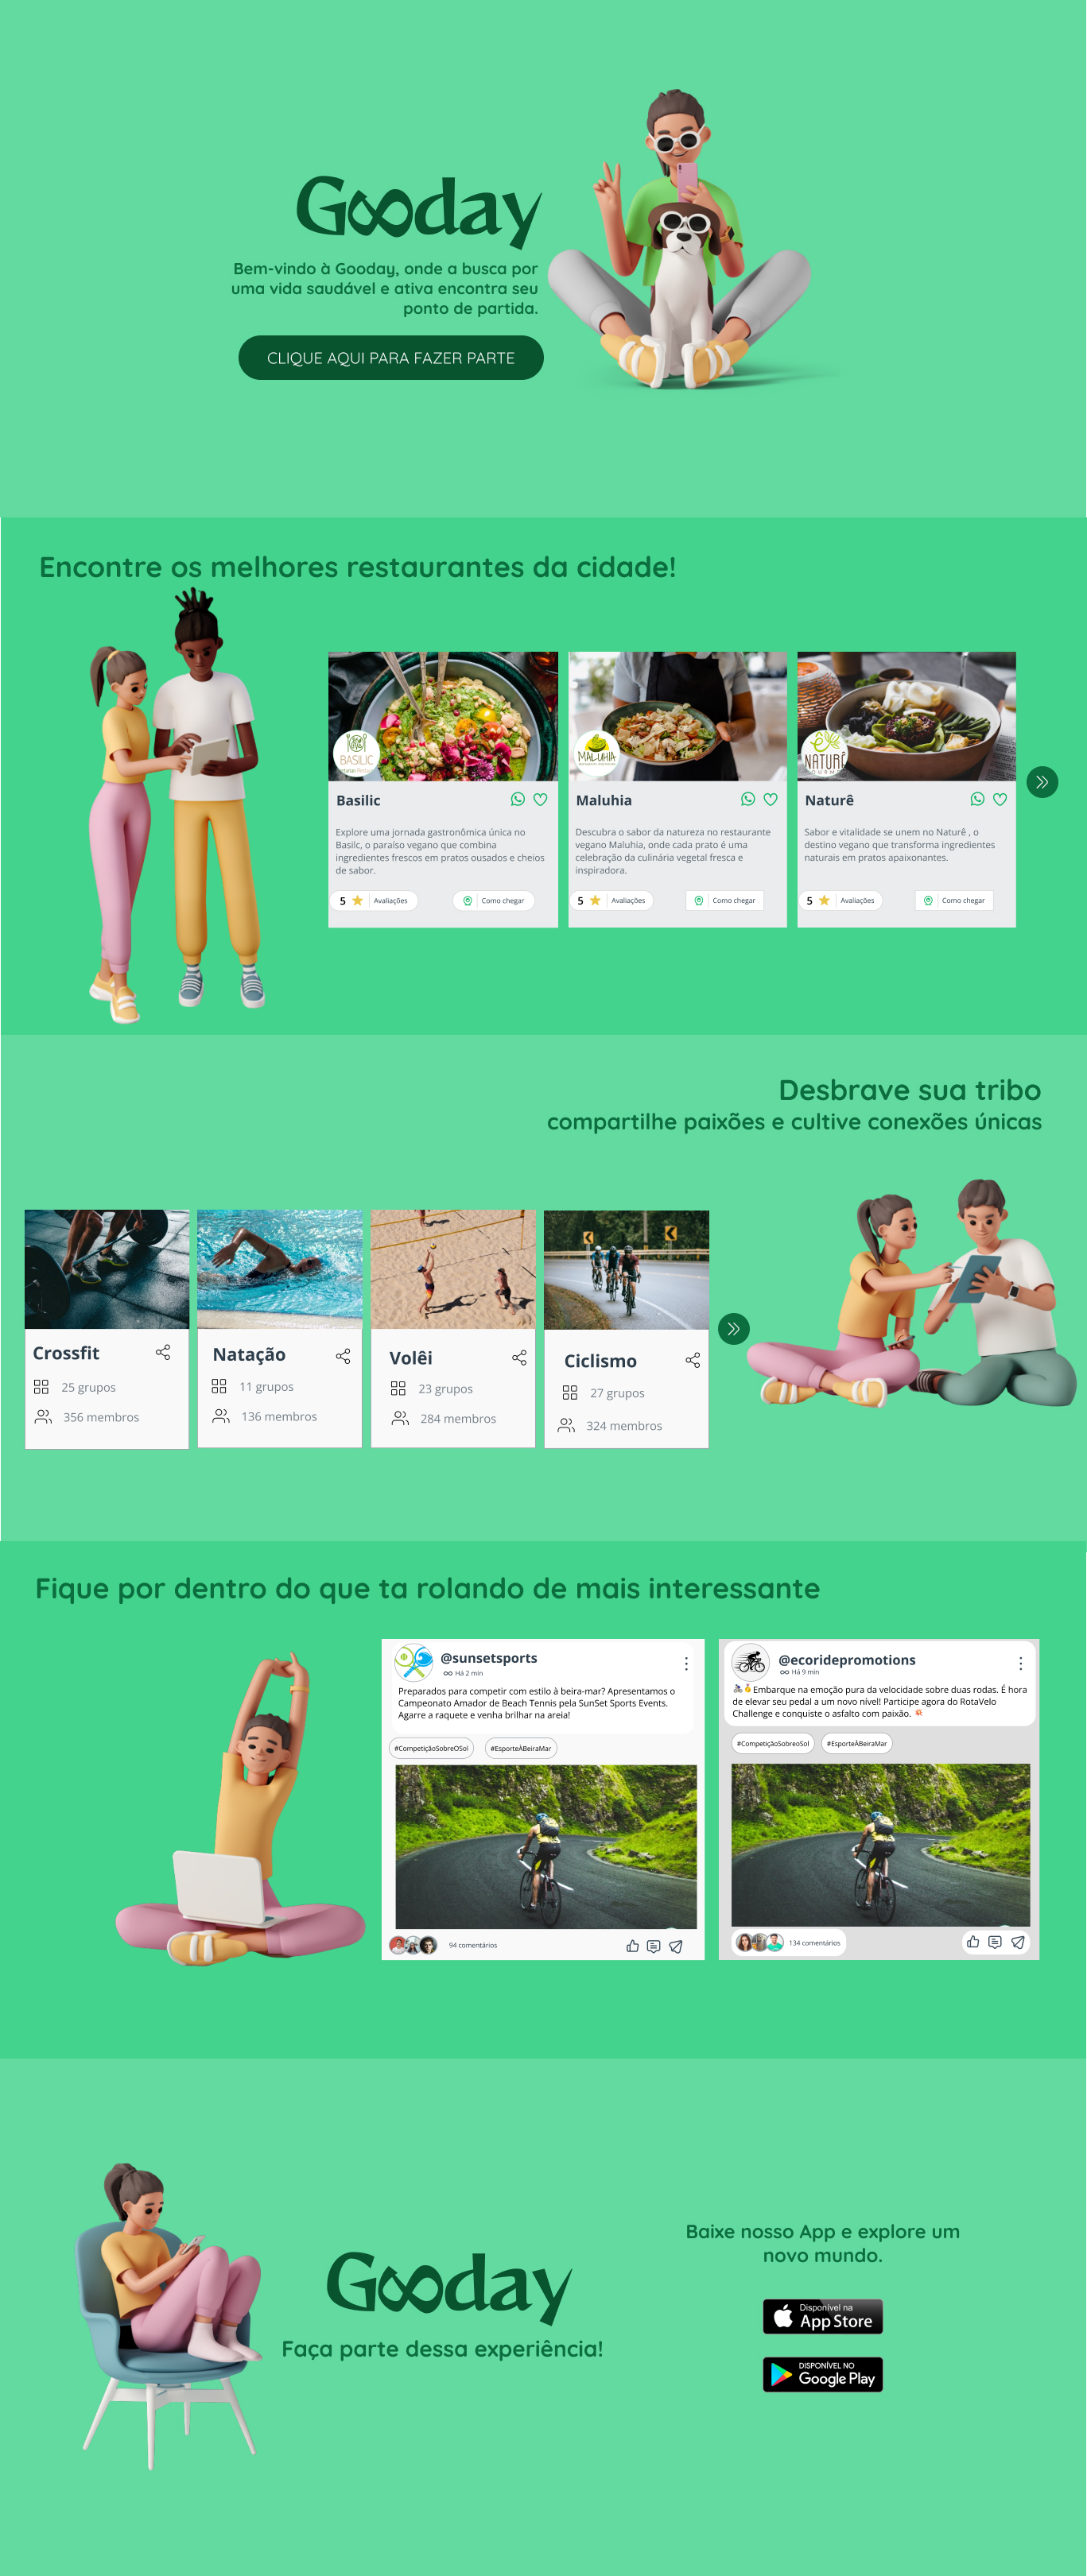 Gooday
Bem-vindo à Gooday, onde a busca por
uma vida saudável e ativa encontra seu
ponto de partida.
CLIQUE AQUI PARA FAZER PARTE
Encontre os melhores restaurantes da cidade!
BASILIC
MALUHIA
NATURÊ
Basilic
Explore uma jornada gastronômica única no
Basilc, o paraíso vegano que combina
ingredientes frescos em pratos ousados e cheios
de sabor.
5 Avaliações Como chegar
Maluhia
Descubra o sabor da natureza no restaurante
vegano Maluhia, onde cada prato é uma
celebração da culinária vegetal fresca e
inspiradora.
5 Avaliações Como chegar
Naturê
Sabor e vitalidade se unem no Naturê , o
destino vegano que transforma ingredientes
naturais em pratos apaixonantes.
5 Avaliações Como chegar
Desbrave sua tribo
compartilhe paixões e cultive conexões únicas
Crossfit
25 grupos
356 membros
Natação
11 grupos
136 membros
Volêi
23 grupos
284 membros
Ciclismo
27 grupos
324 membros
Fique por dentro do que ta rolando de mais interessante
@sunsetsports
Há 2 min
Preparados para competir com estilo à beira-mar? Apresentamos o
Campeonato Amador de Beach Tennis pela SunSet Sports Events.
Agarre a raquete e venha brilhar na areia!
#CompetiçãoSobreOSol #EsporteÀBeiraMar
94 comentários
@ecoridepromotions
Há 9 min
🚴🏅Embarque na emoção pura da velocidade sobre duas rodas. É hora
de elevar seu pedal a um novo nível! Participe agora do RotaVelo
Challenge e conquiste o asfalto com paixão. 💥
#CompetiçãoSobreoSol #EsporteÀBeiraMar
134 comentários
Gooday
Faça parte dessa experiência!
Baixe nosso App e explore um
novo mundo.
Disponível na
App Store
DISPONÍVEL NO
Google Play